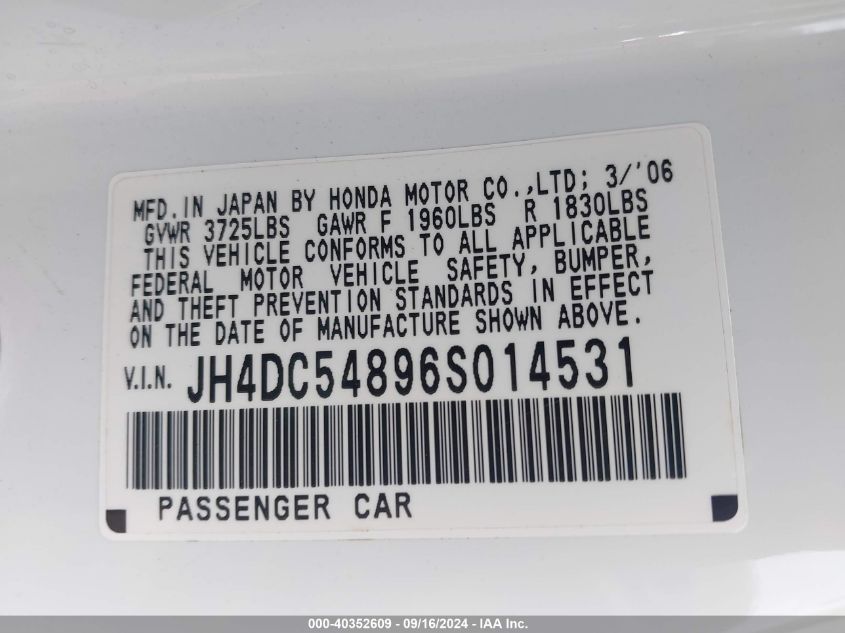 MFD.IN JAPAN BY HONDA MOTOR CO.,LTD; 3/'06
GVWR 3725LBS GAWR F 1960LBS R 1830LBS
THIS VEHICLE CONFORMS TO ALL APPLICABLE
FEDERAL MOTOR VEHICLE SAFETY, BUMPER,
AND THEFT PREVENTION STANDARDS IN EFFECT
ON THE DATE OF MANUFACTURE SHOWN ABOVE.
V.I.N. JH4DC54896S014531
PASSENGER CAR
000-40352609 - 09/16/2024 - IAA Inc.